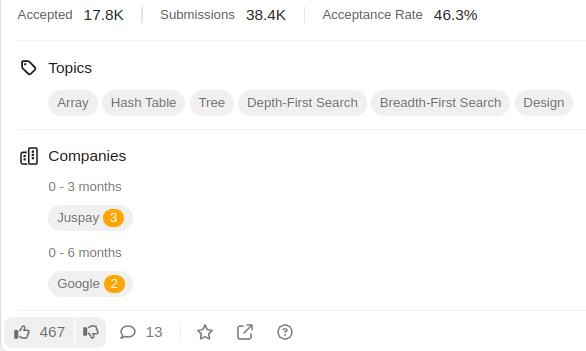 Accepted 17.8K Submissions 38.4K Acceptance Rate 46.3%
Topics
Array Hash Table Tree Depth-First Search Breadth-First Search Design
Companies
0 - 3 months
Juspay 3
0 - 6 months
Google 2
467 13